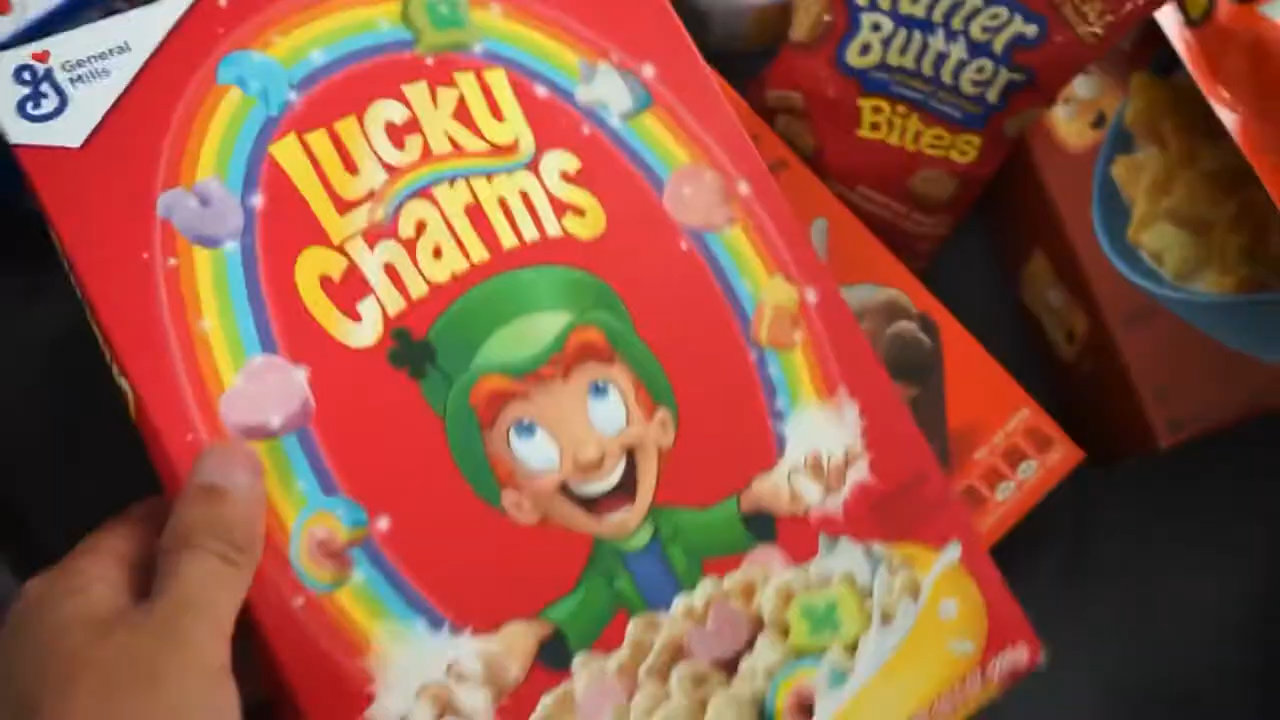 General
Mills
Lucky
Charms
Nutter
Butter
Bites